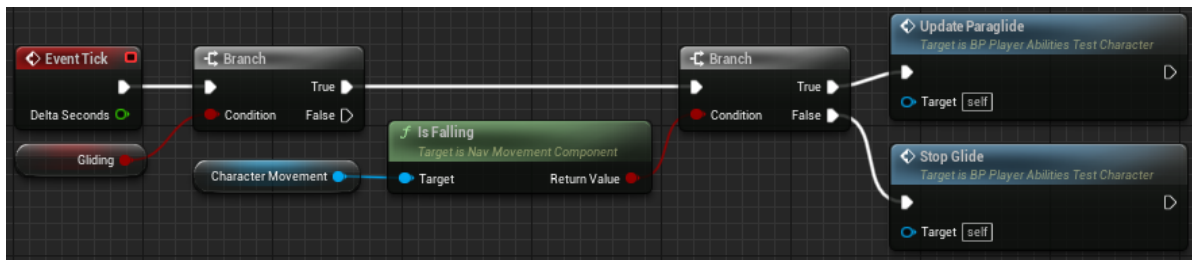 Event Tick
Delta Seconds
Gliding
Branch
True
Condition
False
Character Movement
f Is Falling
Target is Nav Movement Component
Target
Return Value
Branch
True
Condition
False
Update Paraglide
Target is BP Player Abilities Test Character
Target self
Stop Glide
Target is BP Player Abilities Test Character
Target self